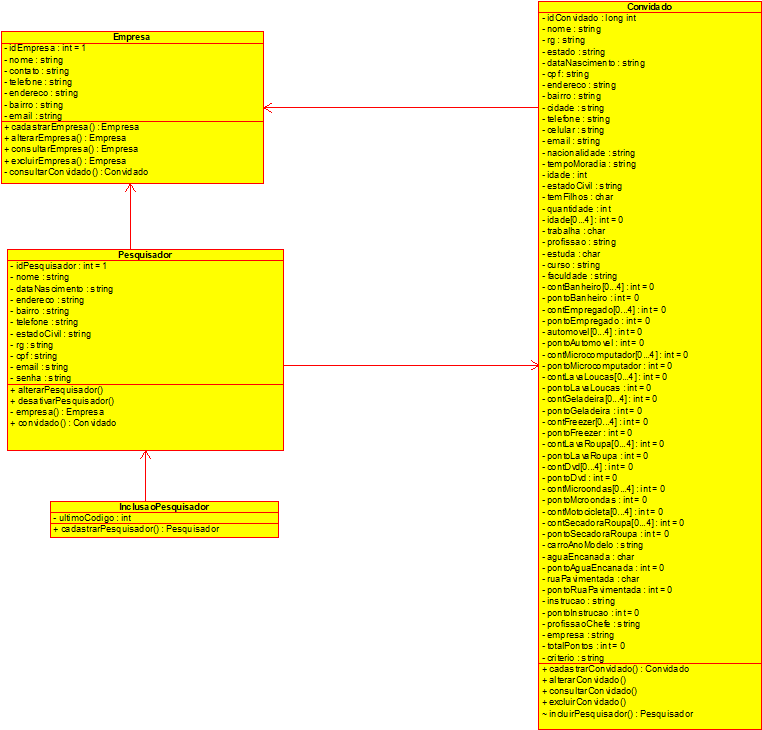 Empresa
- idEmpresa : int = 1
- nome : string
- contato : string
- telefone : string
- endereco : string
- bairro : string
- email : string
+ cadastrarEmpresa() : Empresa
+ alterarEmpresa() : Empresa
+ consultarEmpresa() : Empresa
+ excluirEmpresa() : Empresa
- consultarConvidado() : Convidado
Pesquisador
- idPesquisador : int = 1
- nome : string
- dataNascimento : string
- endereco : string
- bairro : string
- telefone : string
- estadoCivil : string
- rg : string
- cpf : string
- email : string
- senha : string
+ alterarPesquisador()
+ desativarPesquisador()
- empresa() : Empresa
+ convidado() : Convidado
InclusaoPesquisador
- ultimoCodigo : int
+ cadastrarPesquisador() : Pesquisador
Convidado
- idConvidado : long int
- nome : string
- rg : string
- estado : string
- dataNascimento : string
- cpf : string
- endereco : string
- bairro : string
- cidade : string
- telefone : string
- celular : string
- email : string
- nacionalidade : string
- tempoMoradia : string
- idade : int
- estadoCivil : string
- temFilhos : char
- quantidade : int
- idade[0...4] : int = 0
- trabalha : char
- profissao : string
- estuda : char
- curso : string
- faculdade : string
- contBanheiro[0...4] : int = 0
- pontoBanheiro : int = 0
- contEmpregado[0...4] : int = 0
- pontoEmpregado : int = 0
- automovel[0...4] : int = 0
- pontoAutomovel : int = 0
- contMicrocomputador[0...4] : int = 0
- pontoMicrocomputador : int = 0
- contLavaLoucas[0...4] : int = 0
- pontoLavaLoucas : int = 0
- contGeladeira[0...4] : int = 0
- pontoGeladeira : int = 0
- contFreezer[0...4] : int = 0
- pontoFreezer : int = 0
- contLavaRoupa[0...4] : int = 0
- pontoLavaRoupa : int = 0
- contDvd[0...4] : int = 0
- pontoDvd : int = 0
- contMicroondas[0...4] : int = 0
- pontoMcroondas : int = 0
- contMotocicleta[0...4] : int = 0
- contSecadoraRoupa[0...4] : int = 0
- pontoSecadoraRoupa : int = 0
- carroAnoModelo : string
- aguaEncanada : char
- pontoAguaEncanada : int = 0
- ruaPavimentada : char
- pontoRuaPavimentada : int = 0
- instrucao : string
- pontoInstrucao : int = 0
- profissaoChefe : string
- empresa : string
- totalPontos : int = 0
- criterio : string
+ cadastrarConvidado() : Convidado
+ alterarConvidado()
+ consultarConvidado()
+ excluirConvidado()
~ incluirPesquisador() : Pesquisador